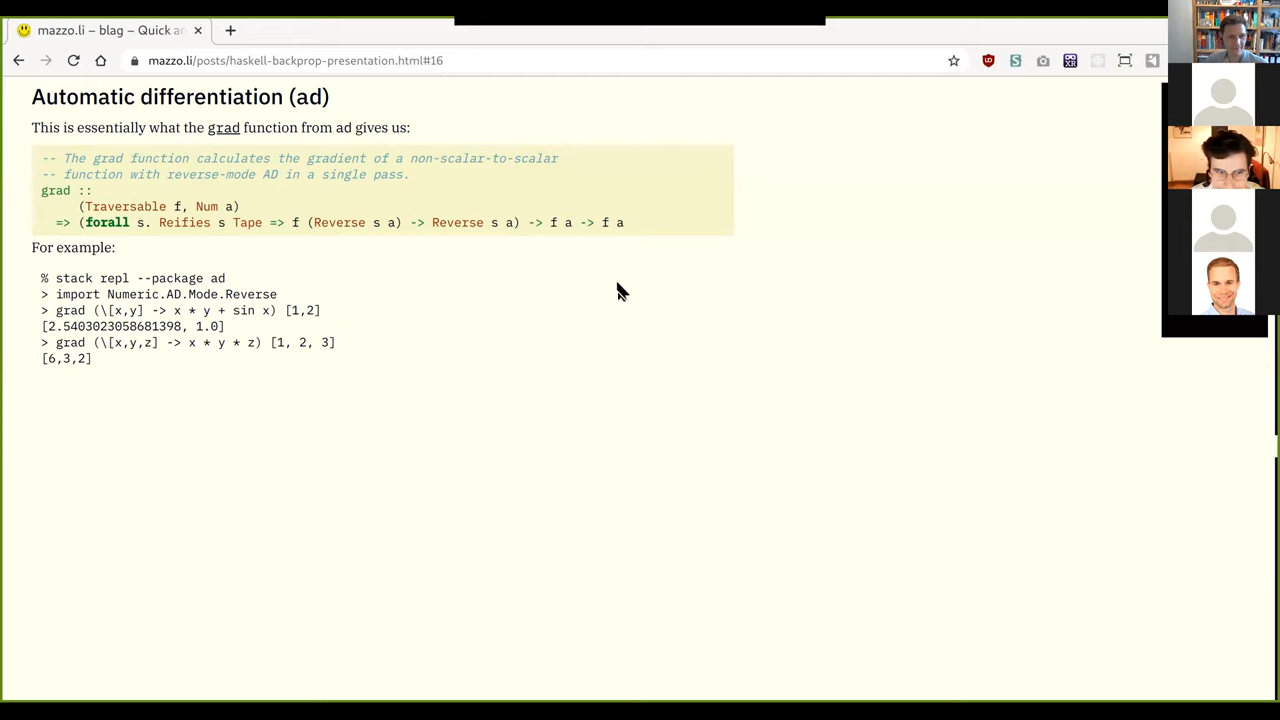 mazzo.li – blag – Quick an
mazzo.li/posts/haskell-backprop-presentation.html#16
Automatic differentiation (ad)
This is essentially what the grad function from ad gives us:
-- The grad function calculates the gradient of a non-scalar-to-scalar
-- function with reverse-mode AD in a single pass.
grad ::
(Traversable f, Num a)
=> (forall s. Reifies s Tape => f (Reverse s a) -> Reverse s a) -> f a -> f a
For example:
% stack repl --package ad
> import Numeric.AD.Mode.Reverse
> grad (\[x,y] -> x * y + sin x) [1,2]
[2.5403023058681398, 1.0]
> grad (\[x,y,z] -> x * y * z) [1, 2, 3]
[6,3,2]